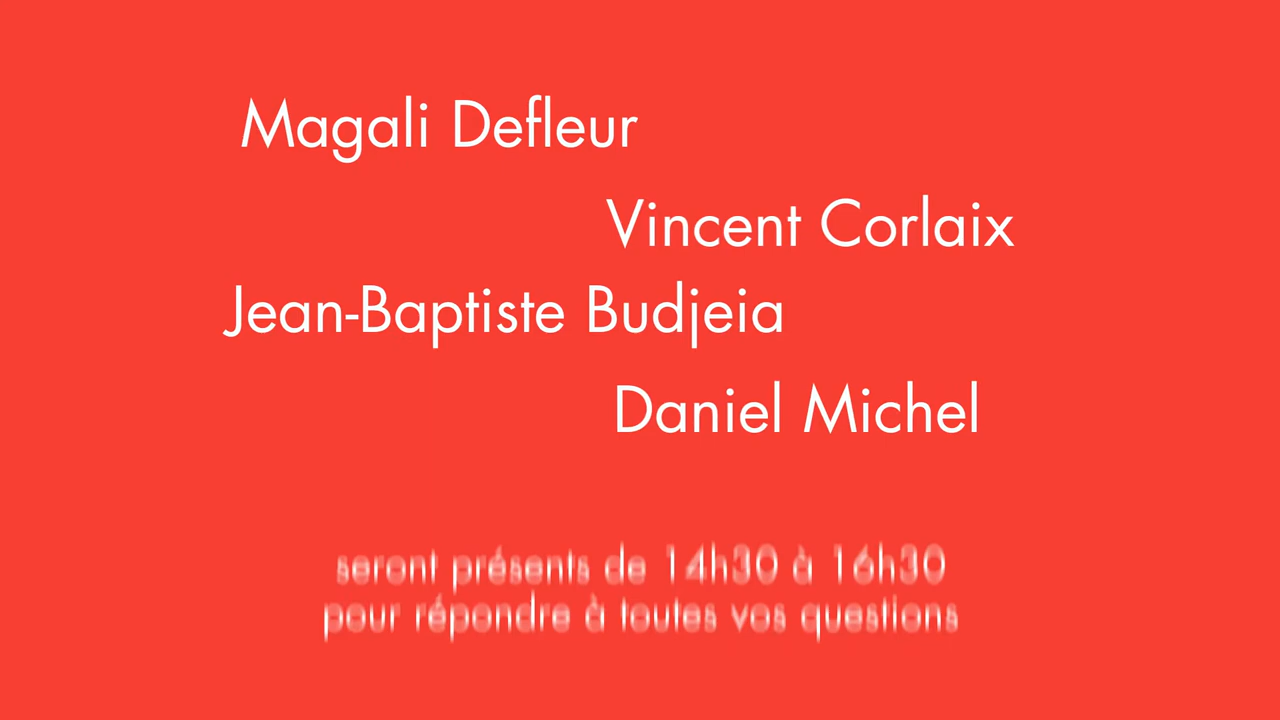 Magali Defleur
Vincent Corlaix
Jean-Baptiste Budjeia
Daniel Michel
seront présents de 14h30 à 16h30
pour répondre à toutes vos questions